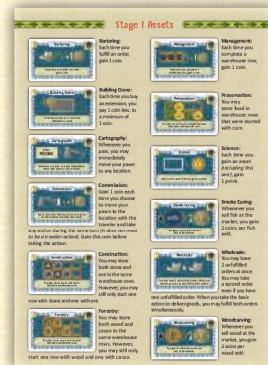 Stage I Assets
Bartering:
Each time you
fulfill an order,
gain 1 coin.
Building Crane:
Each time you buy
an extension, you
pay 1 coin less, to
a minimum of
1 coin.
Cartography:
Whenever you
pass, you may
immediately
move your pawn
to any location
Commission:
Gain 1 coin each
time you choose
to move your
pawn to the
location with the
traveler and take
any action during the
(it does not need
to be a traveler action). Gain this coin before
taking the action.
Construction:
You may store
both stone and
ore in the same
warehouse rows.
However, you may
still only start one
row with stone and one with ore.
Forestry:
You may store
both wood and
cacao in the same
warehouse rows.
However, you
may still only
start one row with wood and one with cacao.
Management:
Each time you
complete a
warehouse row,
gain 1 coin.
Preservation:
You may
store food in
warehouse rows
that were started
with corn.
Science:
Each time you
gain an asset
(including this
one), gain
1 point.
Smoke Curing:
Whenever you
sell fish at the
market, you gain
2 coins per fish
sold.
Wholesale:
You may have
2 unfulfilled
orders at once.
You may take
a second order
even if you have
one unfulfilled order. When you take the basic
action to deliver goods, you may fulfill both orders
simultaneously.
Woodcarving:
Whenever you
sell wood at the
market, you gain
2 coins per
wood sold.